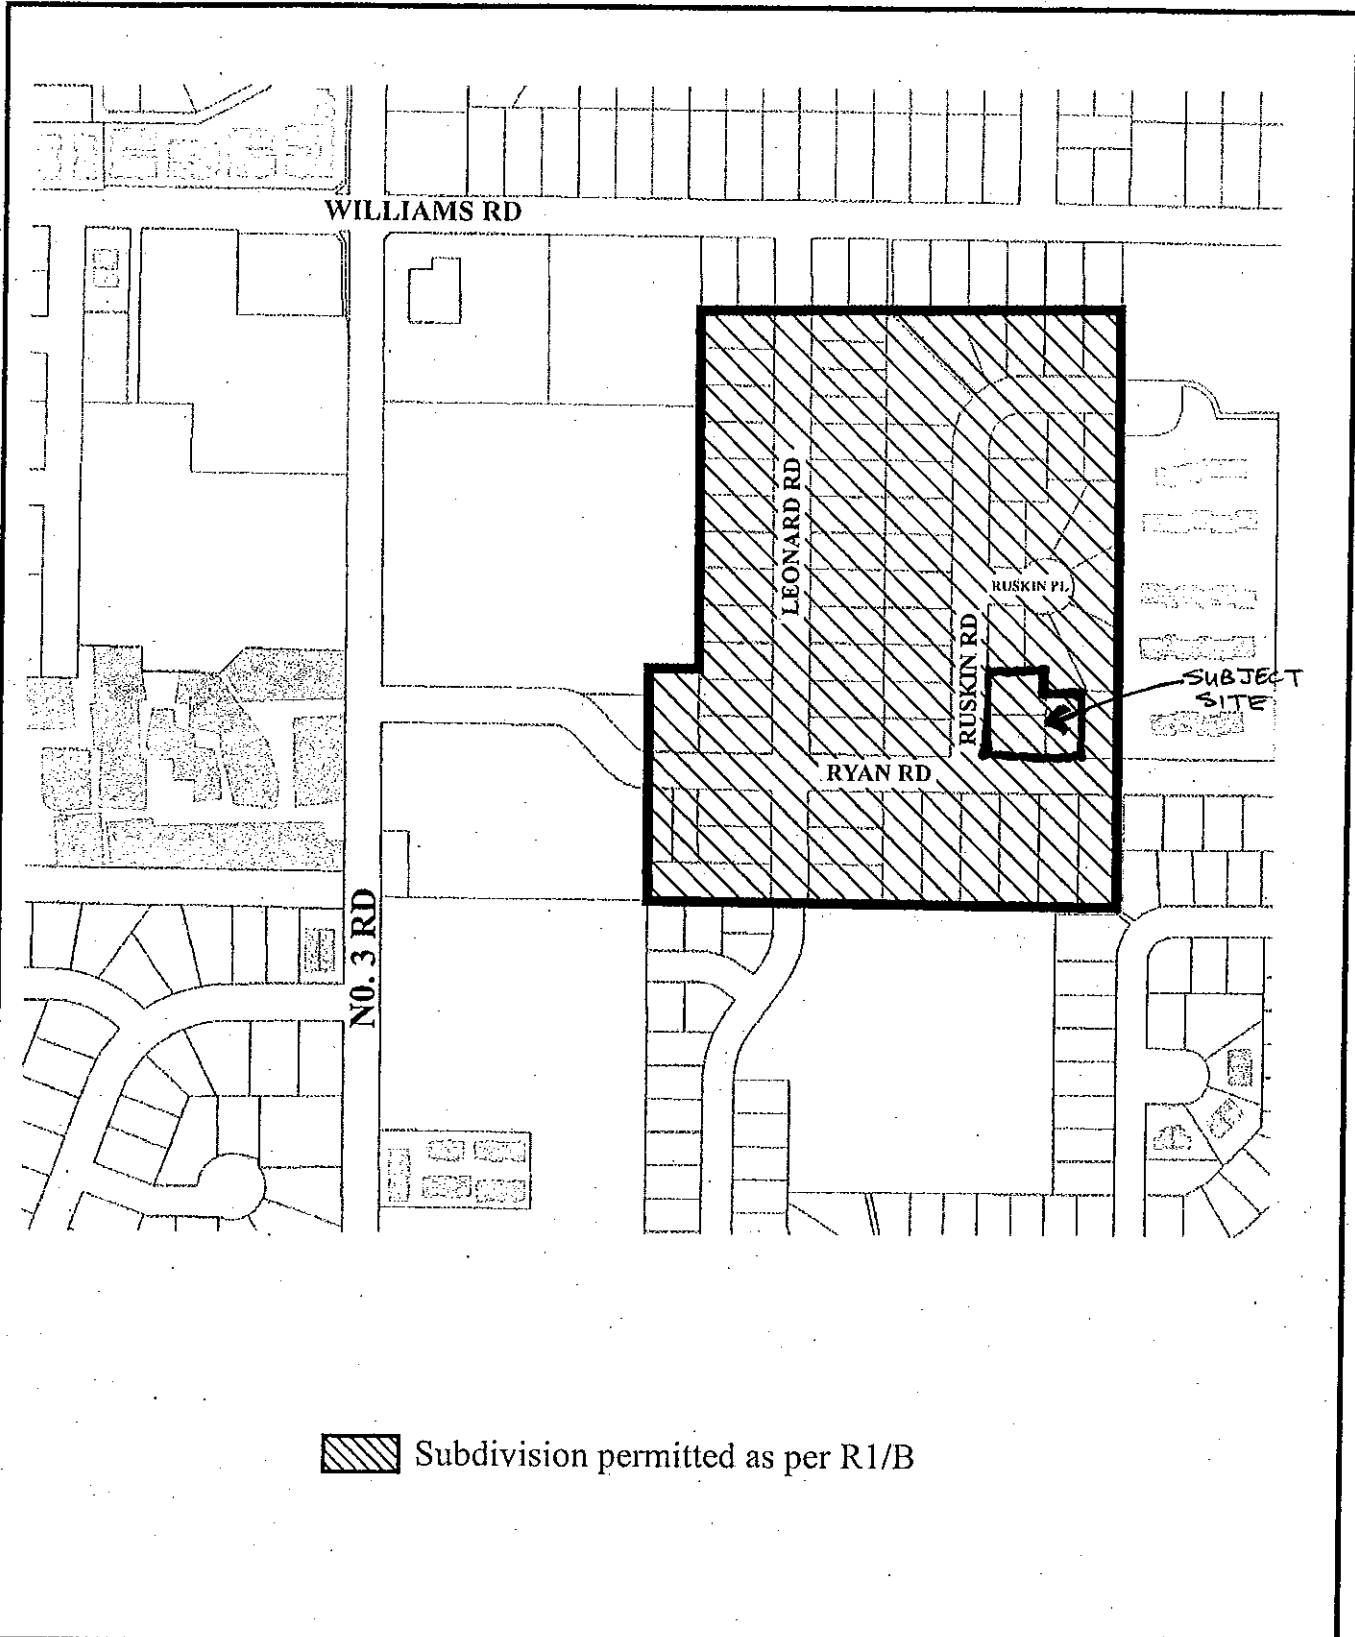 WILLIAMS RD
LEONARD RD
RUSKIN PL.
RUSKIN RD
SUBJECT
SITE
RYAN RD
N0. 3 RD
Subdivision permitted as per R1/B